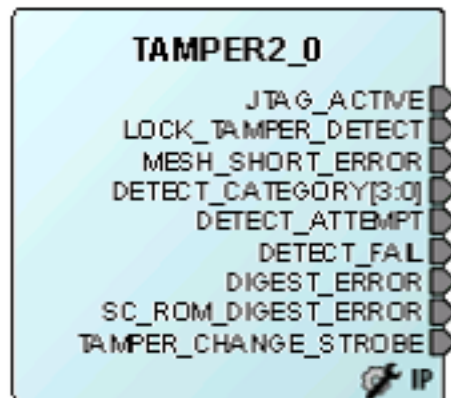 TAMPER2_0
JTAG_ACTIVE
LOCK_TAMPER_DETECT
MESH_SHORT_ERROR
DETECT_CATEGORY[3:0]
DETECT_ATTEMPT
DETECT_FAIL
DIGEST_ERROR
SC_ROM_DIGEST_ERROR
TAMPER_CHANGE_STROBE
IP